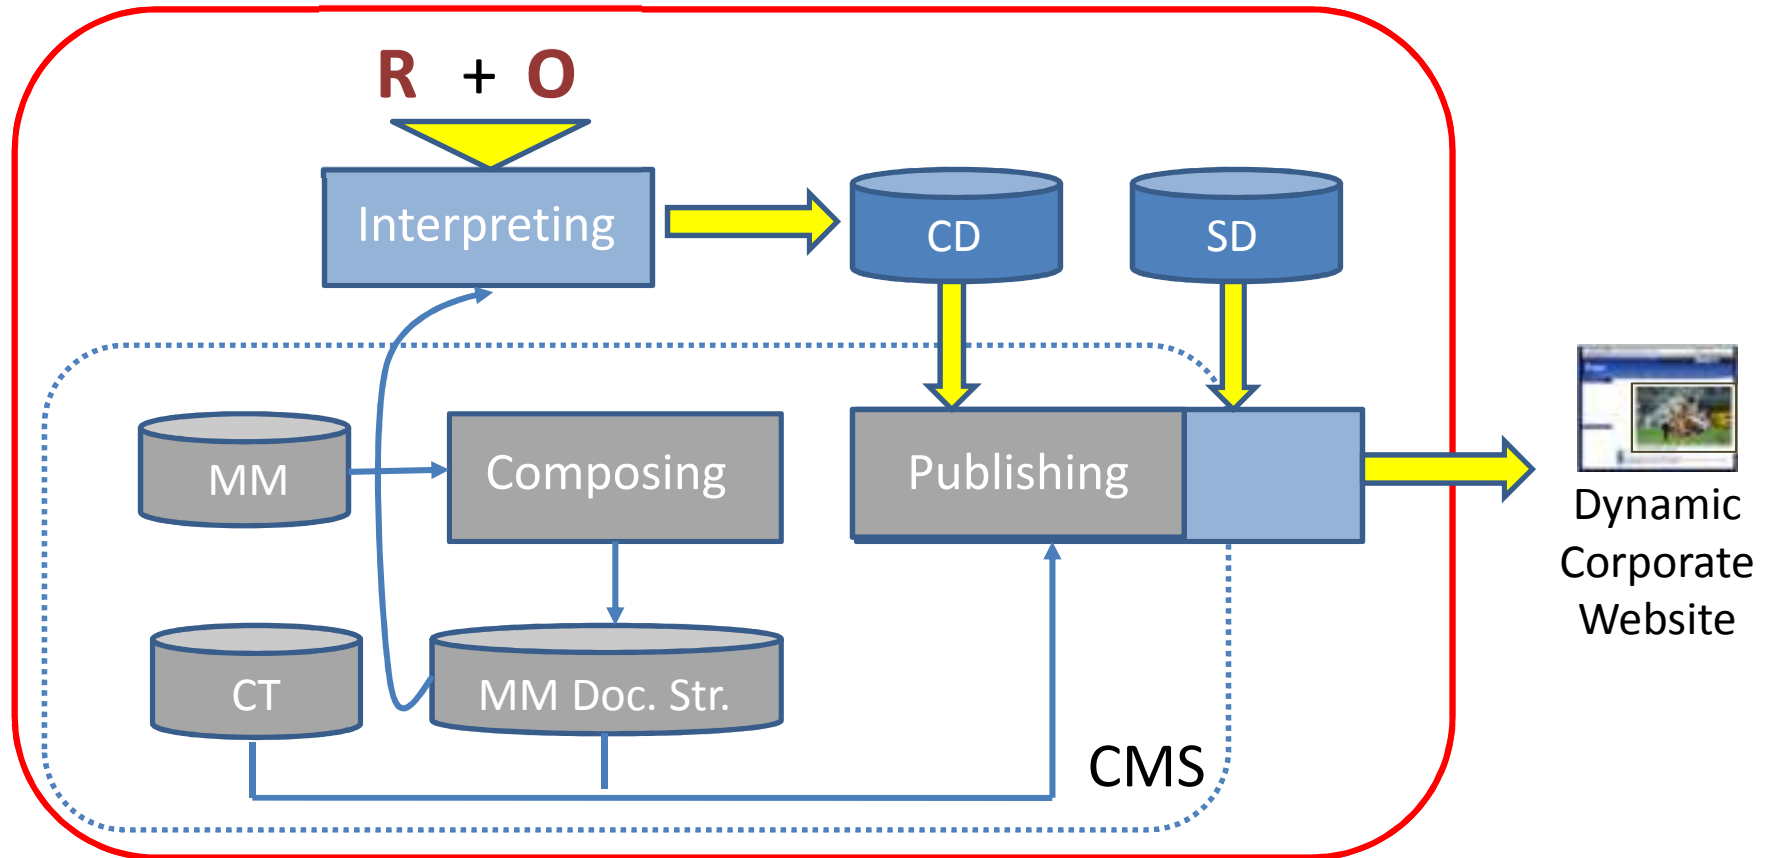 R + O
Interpreting
CD
SD
MM
Composing
Publishing
Dynamic
Corporate
Website
CT
MM Doc. Str.
CMS